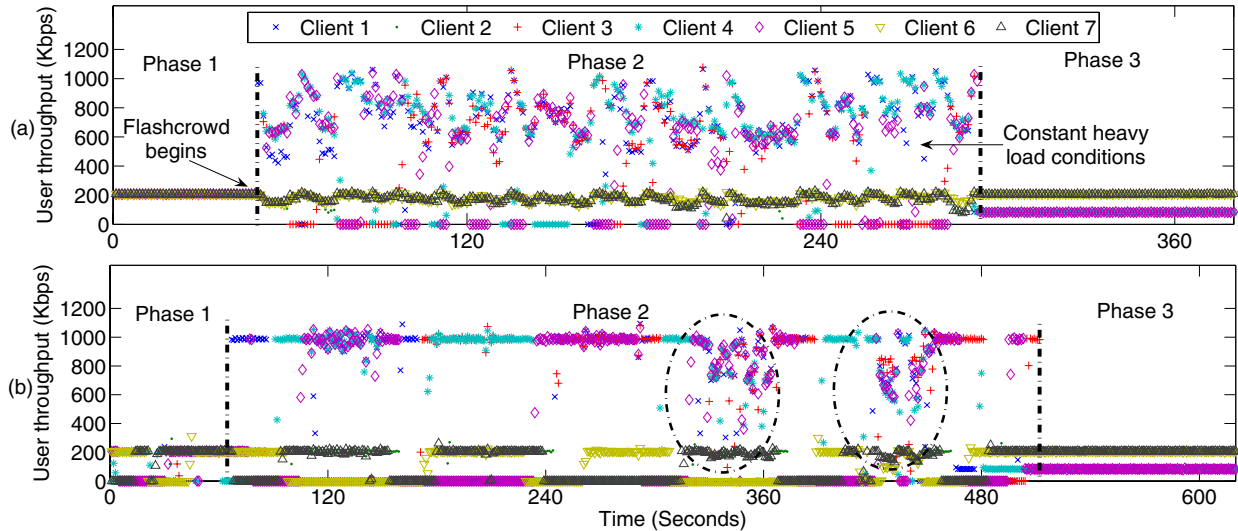 Client 1 Client 2 Client 3 Client 4 Client 5 Client 6 Client 7
(a)
User throughput (Kbps)
1200
1000
800
600
400
200
0
Phase 1
Phase 2
Phase 3
Flashcrowd
begins
Constant heavy
load conditions
0 120 240 360
(b)
User throughput (Kbps)
1200
1000
800
600
400
200
0
Phase 1
Phase 2
Phase 3
0 120 240 360 480 600
Time (Seconds)